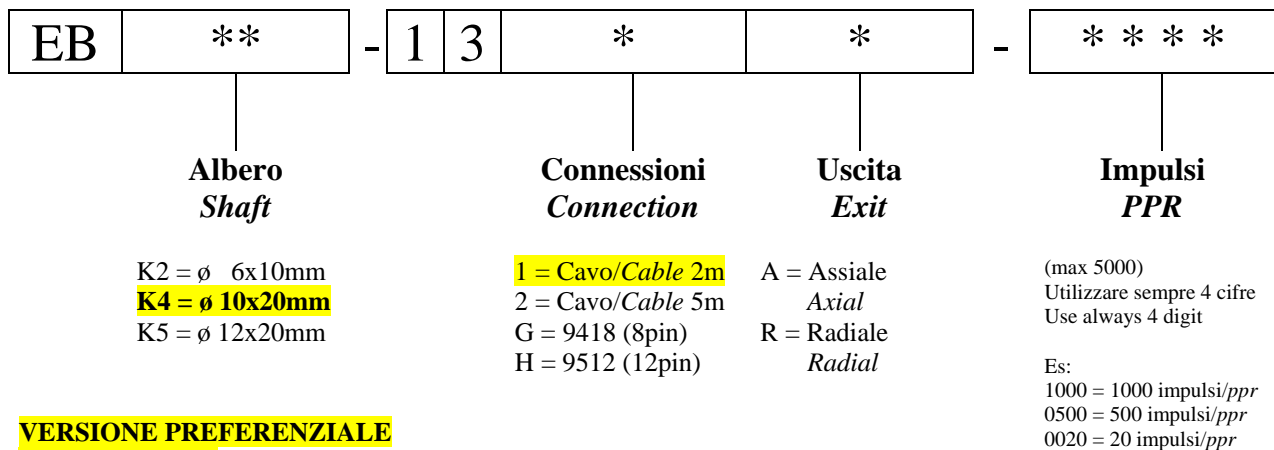 EB ** - 1 3 * * - * * * *
Albero Connessioni Uscita Impulsi
Shaft Connection Exit PPR
K2 = ø 6x10mm
K4 = ø 10x20mm
K5 = ø 12x20mm
1 = Cavo/Cable 2m
2 = Cavo/Cable 5m
G = 9418 (8pin)
H = 9512 (12pin)
A = Assiale
Axial
R = Radiale
Radial
(max 5000)
Utilizzare sempre 4 cifre
Use always 4 digit
Es:
1000 = 1000 impulsi/ppr
0500 = 500 impulsi/ppr
0020 = 20 impulsi/ppr
VERSIONE PREFERENZIALE